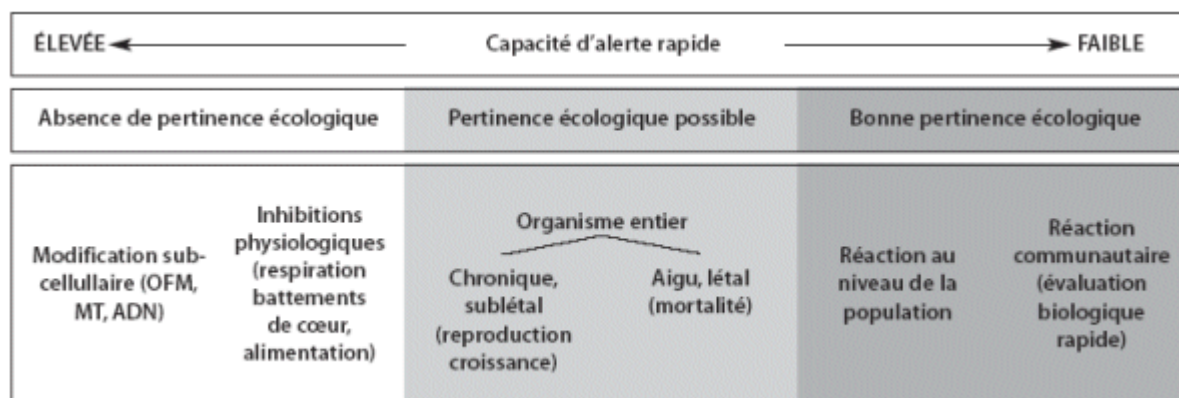 ÉLEVÉE Capacité d'alerte rapide FAIBLE
Absence de pertinence écologique Pertinence écologique possible Bonne pertinence écologique
Modification sub-
cellullaire (OFM,
MT, ADN)
Inhibitions
physiologiques
(respiration
battements
de cœur,
alimentation)
Organisme entier
Chronique,
sublétal
(reproduction
croissance)
Aigu, létal
(mortalité)
Réaction au
niveau de la
population
Réaction
communautaire
(évaluation
biologique
rapide)